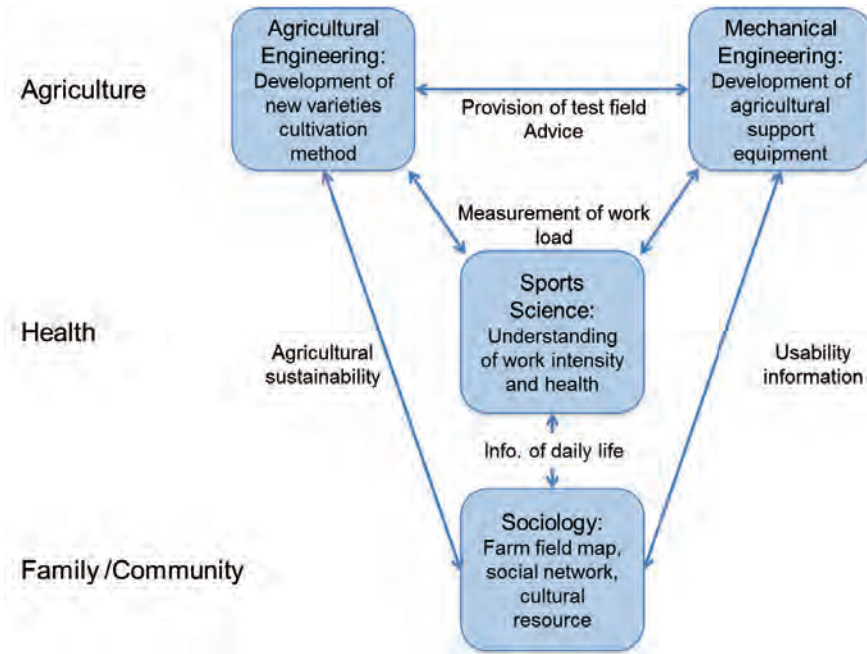 Agriculture
Agricultural
Engineering:
Development of
new varieties
cultivation
method
Provision of test field
Advice
Mechanical
Engineering:
Development of
agricultural
support
equipment
Measurement of work
load
Health
Sports
Science:
Understanding
of work intensity
and health
Agricultural
sustainability
Usability
information
Info. of daily life
Family /Community
Sociology:
Farm field map,
social network,
cultural
resource